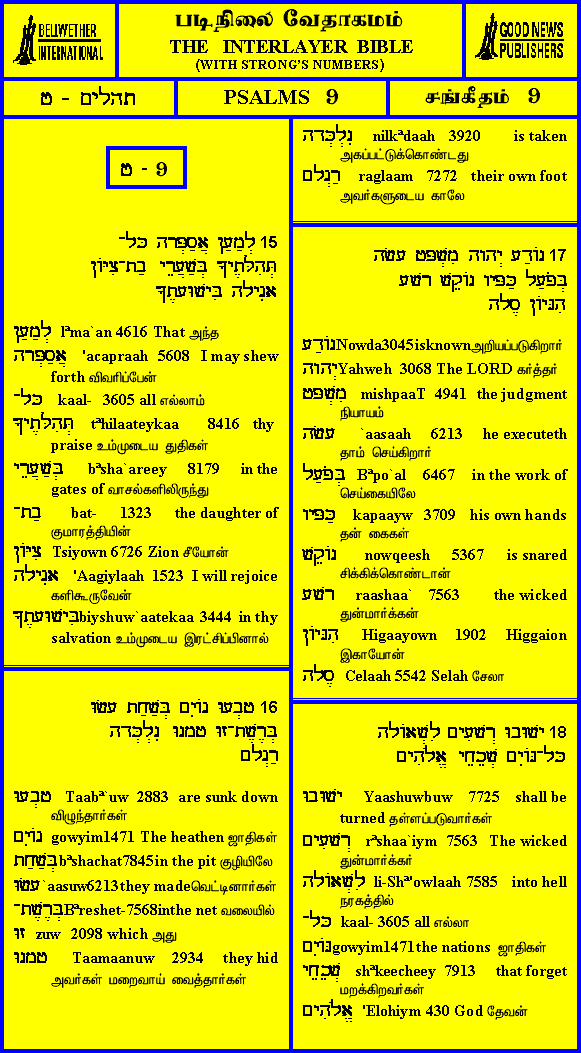 BELLWETHER
INTERNATIONAL
படிநிலை வேதாகமம்
THE INTERLAYER BIBLE
(WITH STRONG'S NUMBERS)
GOOD NEWS
PUBLISHERS
תהלים - ט
PSALMS 9
சங்கீதம் 9
ט - 9
15 לְמַעַן אֲסַפְּרָה כָּל־
תְּהִלָּתֶיךָ בְּשַׁעֲרֵי בַת־צִיּוֹן
אָגִילָה בִּישׁוּעָתֶךָ
לְמַעַן lªma`an 4616 That அந்த
אֲסַפְּרָה 'acapraah 5608 I may shew
forth விவரிப்பேன்
כָּל־ kaal- 3605 all எல்லாம்
תְּהִלָּתֶיךָ tªhilaateykaa 8416 thy
praise உம்முடைய துதிகள்
בְּשַׁעֲרֵי bªsha`areey 8179 in the
gates of வாசல்களிலிருந்து
בַת־ bat- 1323 the daughter of
குமாரத்தியின்
צִיּוֹן Tsiyown 6726 Zion சீயோன்
אָגִילָה 'Aagiylaah 1523 I will rejoice
களிகூருவேன்
בִּישׁוּעָתֶךָ biyshuw`aatekaa 3444 in thy
salvation உம்முடைய இரட்சிப்பினால்
16 טָבְעוּ גוֹיִם בְּשַׁחַת עָשׂוּ
בְּרֶשֶׁת־זוּ טָמָנוּ נִלְכְּדָה
רַגְלָם
טָבְעוּ Taabª`uw 2883 are sunk down
விழுந்தார்கள்
גוֹיִם gowyim1471 The heathen ஜாதிகள்
בְּשַׁחַת bªshachat7845in the pit குழியிலே
עָשׂוּ `aasuw6213they madeவெட்டினார்கள்
בְּרֶשֶׁת־ Bªreshet-7568inthe net வலையில்
זוּ zuw 2098 which அது
טָמָנוּ Taamaanuw 2934 they hid
அவர்கள் மறைவாய் வைத்தார்கள்
נִלְכְּדָה nilkªdaah 3920 is taken
அகப்பட்டுக்கொண்டது
רַגְלָם raglaam 7272 their own foot
அவர்களுடைய காலே
17 נוֹדַע יְהוָה מִשְׁפָּט עָשָׂה
בְּפֹעַל כַּפָּיו נוֹקֵשׁ רָשָׁע
הִגָּיוֹן סֶלָה
נוֹדַע Nowda3045isknownஅறியப்படுகிறார்
יְהוָה Yahweh 3068 The LORD கர்த்தர்
מִשְׁפָּט mishpaaT 4941 the judgment
நியாயம்
עָשָׂה `aasaah 6213 he executeth
தாம் செய்கிறார்
בְּפֹעַל Bªpo`al 6467 in the work of
செய்கையிலே
כַּפָּיו kapaayw 3709 his own hands
தன் கைகள்
נוֹקֵשׁ nowqeesh 5367 is snared
சிக்கிக்கொண்டான்
רָשָׁע raashaa` 7563 the wicked
துன்மார்க்கன்
הִגָּיוֹן Higaayown 1902 Higgaion
இகாயோன்
סֶלָה Celaah 5542 Selah சேலா
18 יָשׁוּבוּ רְשָׁעִים לִשְׁאוֹלָה
כָּל־גּוֹיִם שְׁכֵחֵי אֱלֹהִים
יָשׁוּבוּ Yaashuwbuw 7725 shall be
turned தள்ளப்படுவார்கள்
רְשָׁעִים rªshaa`iym 7563 The wicked
துன்மார்க்கர்
לִשְׁאוֹלָה li-Shª'owlaah 7585 into hell
நரகத்தில்
כָּל־ kaal- 3605 all எல்லா
גּוֹיִם gowyim1471the nations ஜாதிகள்
שְׁכֵחֵי shªkeecheey 7913 that forget
மறக்கிறவர்கள்
אֱלֹהִים 'Elohiym 430 God தேவன்